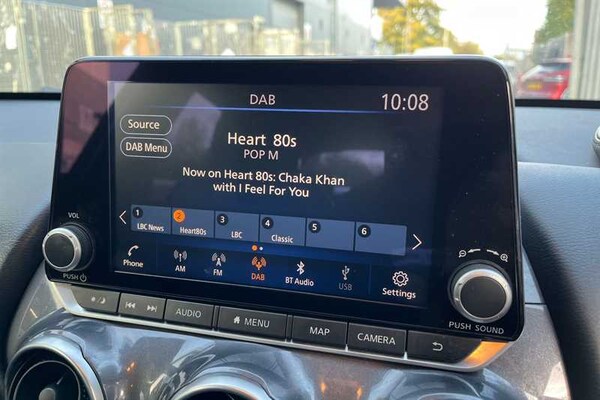 DAB
10:08
Source
DAB Menu
Heart 80s
POP M
Now on Heart 80s: Chaka Khan
with I Feel For You
1
LBC News
2
Heart80s
3
LBC
4
Classic
5
6
Phone
AM
FM
DAB
BT Audio
USB
Settings
VOL
PUSH
PUSH SOUND
AUDIO
MENU
MAP
CAMERA